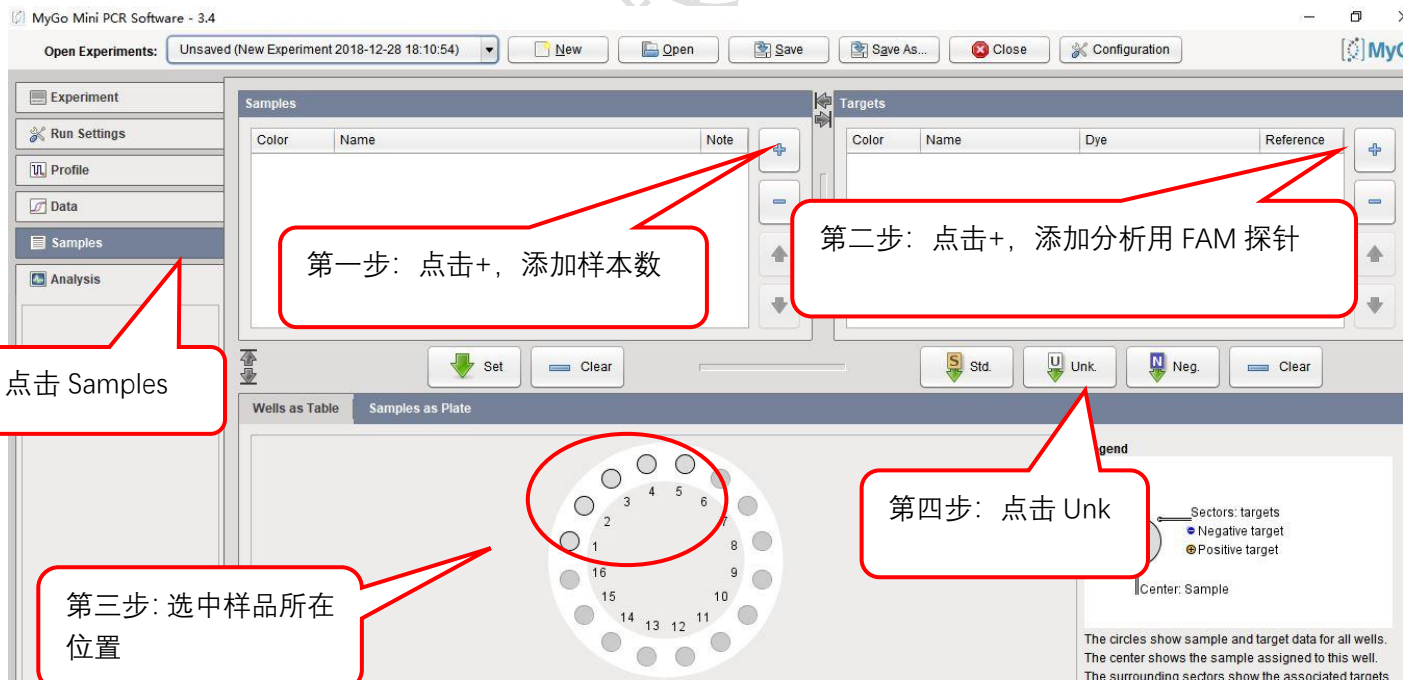 MyGo Mini PCR Software - 3.4
Open Experiments: Unsaved (New Experiment 2018-12-28 18:10:54) New Open Save Save As... Close Configuration
Experiment
Run Settings
Profile
Data
Samples
Analysis
Samples
Color Name Note
第一步：点击+，添加样本数
Targets
Color Name Dye Reference
第二步：点击+，添加分析用 FAM 探针
点击 Samples
Set Clear
S Std. U Unk. N Neg. Clear
Wells as Table Samples as Plate
1
2
3
4
5
6
7
8
9
10
11
12
13
14
15
16
第三步：选中样品所在
位置
第四步：点击 Unk
Sectors: targets
Negative target
Positive target
Center: Sample
The circles show sample and target data for all wells.
The center shows the sample assigned to this well.
The surrounding sectors show the associated targets